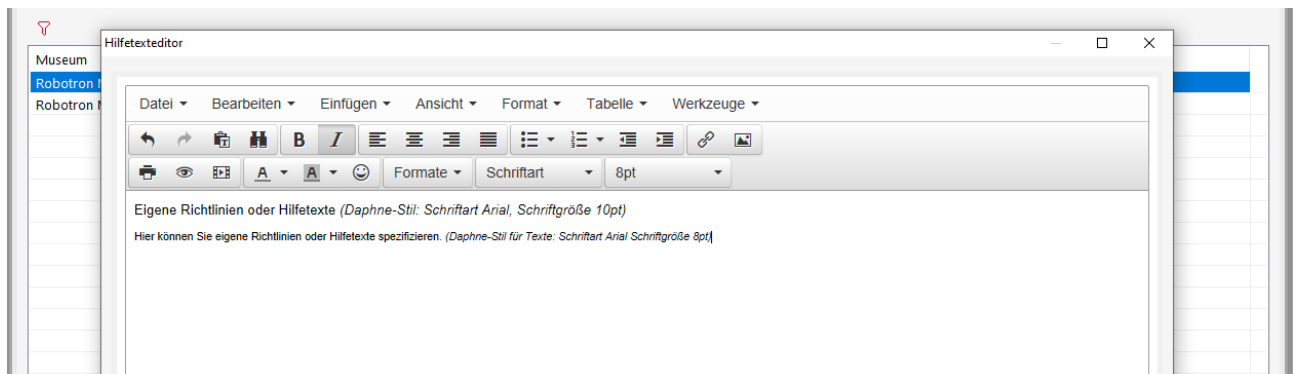 Museum
Robotron
Robotron
Hilfetexteditor
Datei Bearbeiten Einfügen Ansicht Format Tabelle Werkzeuge
B I
A A Formate Schriftart 8pt
Eigene Richtlinien oder Hilfetexte (Daphne-Stil: Schriftart Arial, Schriftgröße 10pt)
Hier können Sie eigene Richtlinien oder Hilfetexte spezifizieren. (Daphne-Stil für Texte: Schriftart Arial Schriftgröße 8pt)